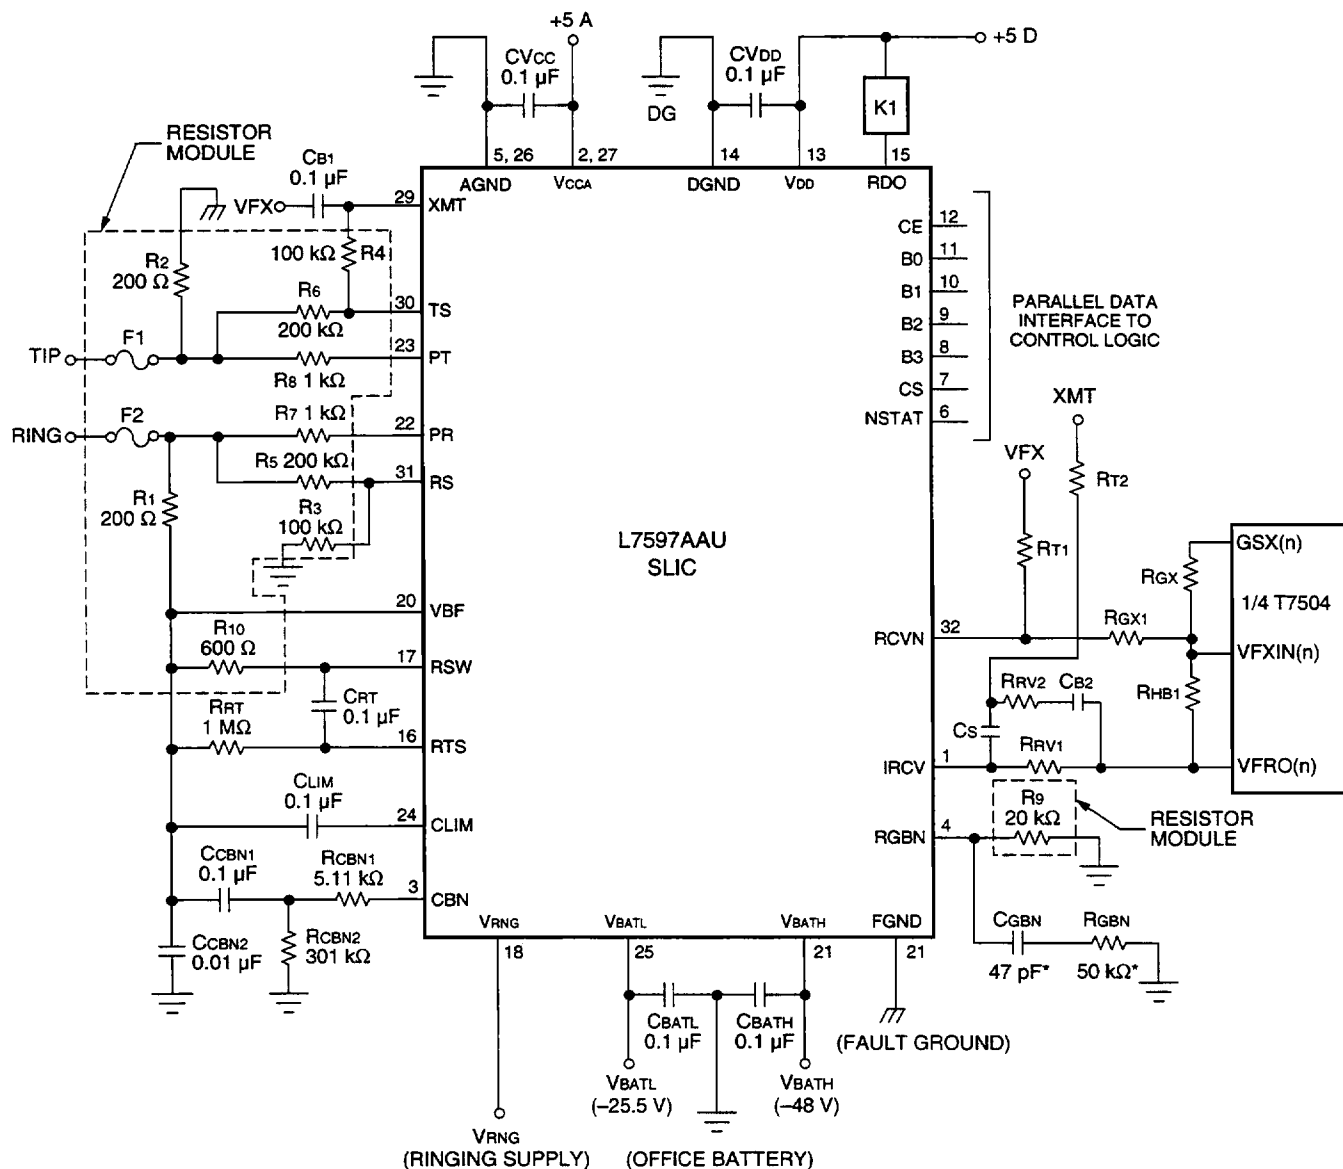 +5 A
CVCC
0.1 µF
CVDD
0.1 µF
+5 D
DG
K1
RESISTOR
MODULE
CB1
0.1 µF
5, 26
2, 27
14
13
15
AGND
VCCA
DGND
VDD
RDO
VFX
29
XMT
CE
12
B0
11
B1
10
B2
9
B3
8
CS
7
NSTAT
6
PARALLEL DATA
INTERFACE TO
CONTROL LOGIC
R2
200 Ω
100 kΩ
R4
R6
200 kΩ
30
TS
TIP
F1
R8 1 kΩ
23
PT
RING
F2
R7 1 kΩ
22
PR
R5 200 kΩ
31
RS
R1
200 Ω
R3
100 kΩ
L7597AAU
SLIC
XMT
VFX
RT2
RT1
GSX(n)
RGX
1/4 T7504
20
VBF
R10
600 Ω
17
RSW
RCVN
32
RGX1
VFXIN(n)
RRT
1 MΩ
CRT
0.1 µF
16
RTS
RRV2
CB2
RHB1
CS
RRV1
IRCV
1
VFRO(n)
CLIM
0.1 µF
24
CLIM
R9
20 kΩ
RGBN
4
RESISTOR
MODULE
CCBN1
0.1 µF
RCBN1
5.11 kΩ
3
CBN
CCBN2
0.01 µF
RCBN2
301 kΩ
VRNG
VBATL
VBATH
FGND
18
25
21
21
CGBN
47 pF*
RGBN
50 kΩ*
CBATL
0.1 µF
CBATH
0.1 µF
(FAULT GROUND)
VBATL
(–25.5 V)
VBATH
(–48 V)
VRNG
(RINGING SUPPLY)
(OFFICE BATTERY)